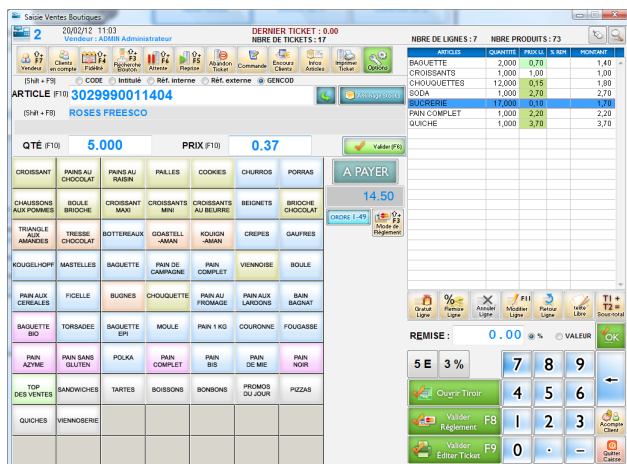 Saisie Ventes Boutiques
2
20/02/12 11:03
Vendeur : ADMIN Administrateur
DERNIER TICKET : 0.00
NBRE DE TICKETS : 17
NBRE DE LIGNES : 7 NBRE PRODUITS : 73
F7 Vendeur
Clients en compte
F4 Fidélité
F3 Recherche Bouton
F6 Attente
F5 Reprise
Abandon Ticket
Commande
Encours Clients
Infos Articles
Imprimer Ticket
Options
(Shift + F9) CODE Intitulé Réf. interne Réf. externe GENCOD
ARTICLE (F10) 3029990011404
(Shift + F8) ROSES FREESCO
QTÉ (F10) 5.000 PRIX (F10) 0.37 Valider (F6)
ARTICLES QUANTITÉ PRIX U. % REM MONTANT
BAGUETTE 2,000 0,70 1,40
CROISSANTS 1,000 1,00 1,00
CHOUQUETTES 12,000 0,15 1,80
SODA 1,000 2,70 2,70
SUCRERIE 17,000 0,10 1,70
PAIN COMPLET 1,000 2,20 2,20
QUICHE 1,000 3,70 3,70
CROISSANT
PAINS AU CHOCOLAT
PAINS AU RAISIN
PAILLES
COOKIES
CHURROS
PORRAS
CHAUSSONS AUX POMMES
BOULE BRIOCHE
CROISSANT MAXI
CROISSANTS MINI
CROISSANTS AU BEURRE
BEIGNETS
BRIOCHE CHOCOLAT
TRIANGLE AUX AMANDES
TRESSE CHOCOLAT
BOTTEREAUX
GOASTELL -AMAN
KOUIGN -AMAN
CREPES
GAUFRES
KOUGELHOPF
MASTELLES
BAGUETTE
PAIN DE CAMPAGNE
PAIN COMPLET
VIENNOISE
BOULE
PAIN AUX CEREALES
FICELLE
BUGNES
CHOUQUETTE
PAIN AU FROMAGE
PAIN AUX LARDONS
BAIN BAGNAT
BAGUETTE BIO
TORSADEE
BAGUETTE EPI
MOULE
PAIN 1 KG
COURONNE
FOUGASSE
PAIN AZYME
PAIN SANS GLUTEN
POLKA
PAIN COMPLET
PAIN BIS
PAIN DE MIE
PAIN NOIR
TOP DES VENTES
SANDWICHES
TARTES
BOISSONS
BONBONS
PROMOS DU JOUR
PIZZAS
QUICHES
VIENNOSERIE
A PAYER
14.50
ORDRE 1-49
F3 Mode de Règlement
Gratuit Ligne
Remise Ligne
Annuler Ligne
F11 Modifier Ligne
Retour Ligne
texte Libre
T1 + T2 = Sous-total
REMISE : 0.00 % VALEUR OK
5 E 3 % 7 8 9
Ouvrir Tiroir 4 5 6
Valider Réglement F8 1 2 3 Acompte Client
Valider Éditer Ticket F9 0 . - Quitter Caisse